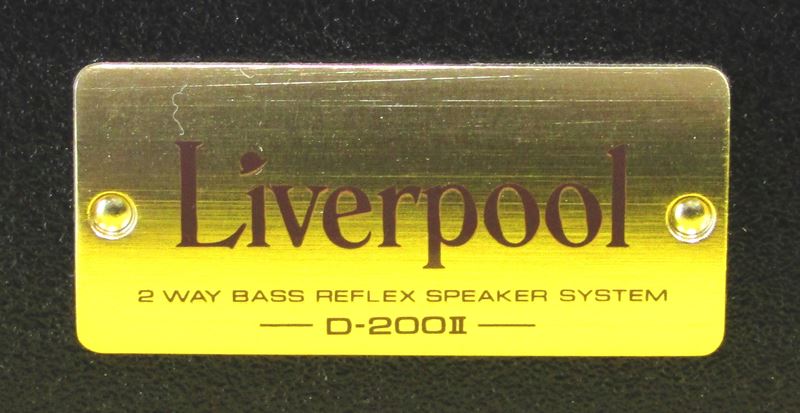 Liverpool
2 WAY BASS REFLEX SPEAKER SYSTEM
D-200II